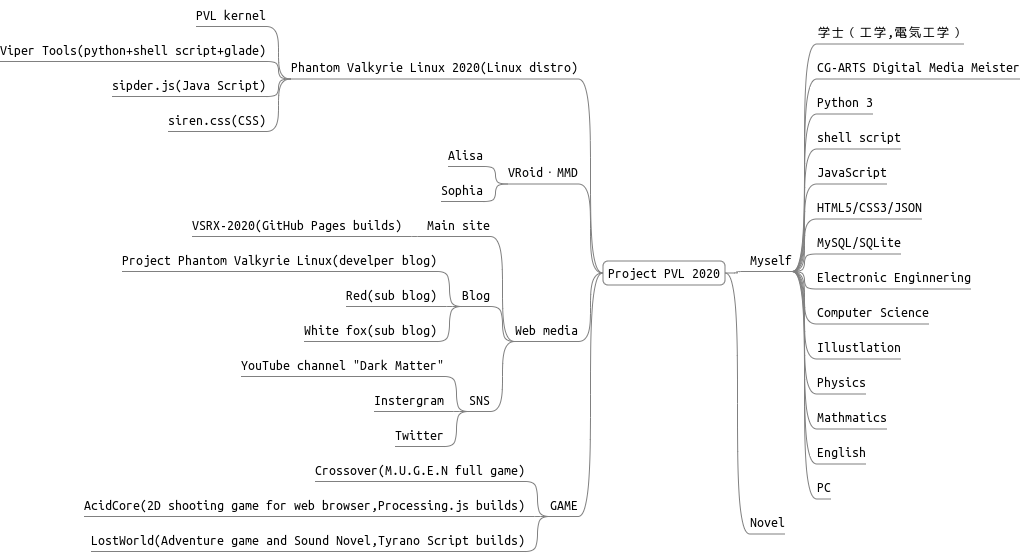 PVL kernel
Viper Tools(python+shell script+glade)
sipder.js(Java Script)
siren.css(CSS)
Phantom Valkyrie Linux 2020(Linux distro)
Alisa
Sophia
VRoid・MMD
VSRX-2020(GitHub Pages builds)
Main site
Project Phantom Valkyrie Linux(develper blog)
Red(sub blog)
White fox(sub blog)
Blog
Web media
YouTube channel "Dark Matter"
Instergram
Twitter
SNS
Crossover(M.U.G.E.N full game)
AcidCore(2D shooting game for web browser,Processing.js builds)
LostWorld(Adventure game and Sound Novel,Tyrano Script builds)
GAME
Project PVL 2020
Myself
学士（工学,電気工学）
CG-ARTS Digital Media Meister
Python 3
shell script
JavaScript
HTML5/CSS3/JSON
MySQL/SQLite
Electronic Enginnering
Computer Science
Illustlation
Physics
Mathmatics
English
PC
Novel